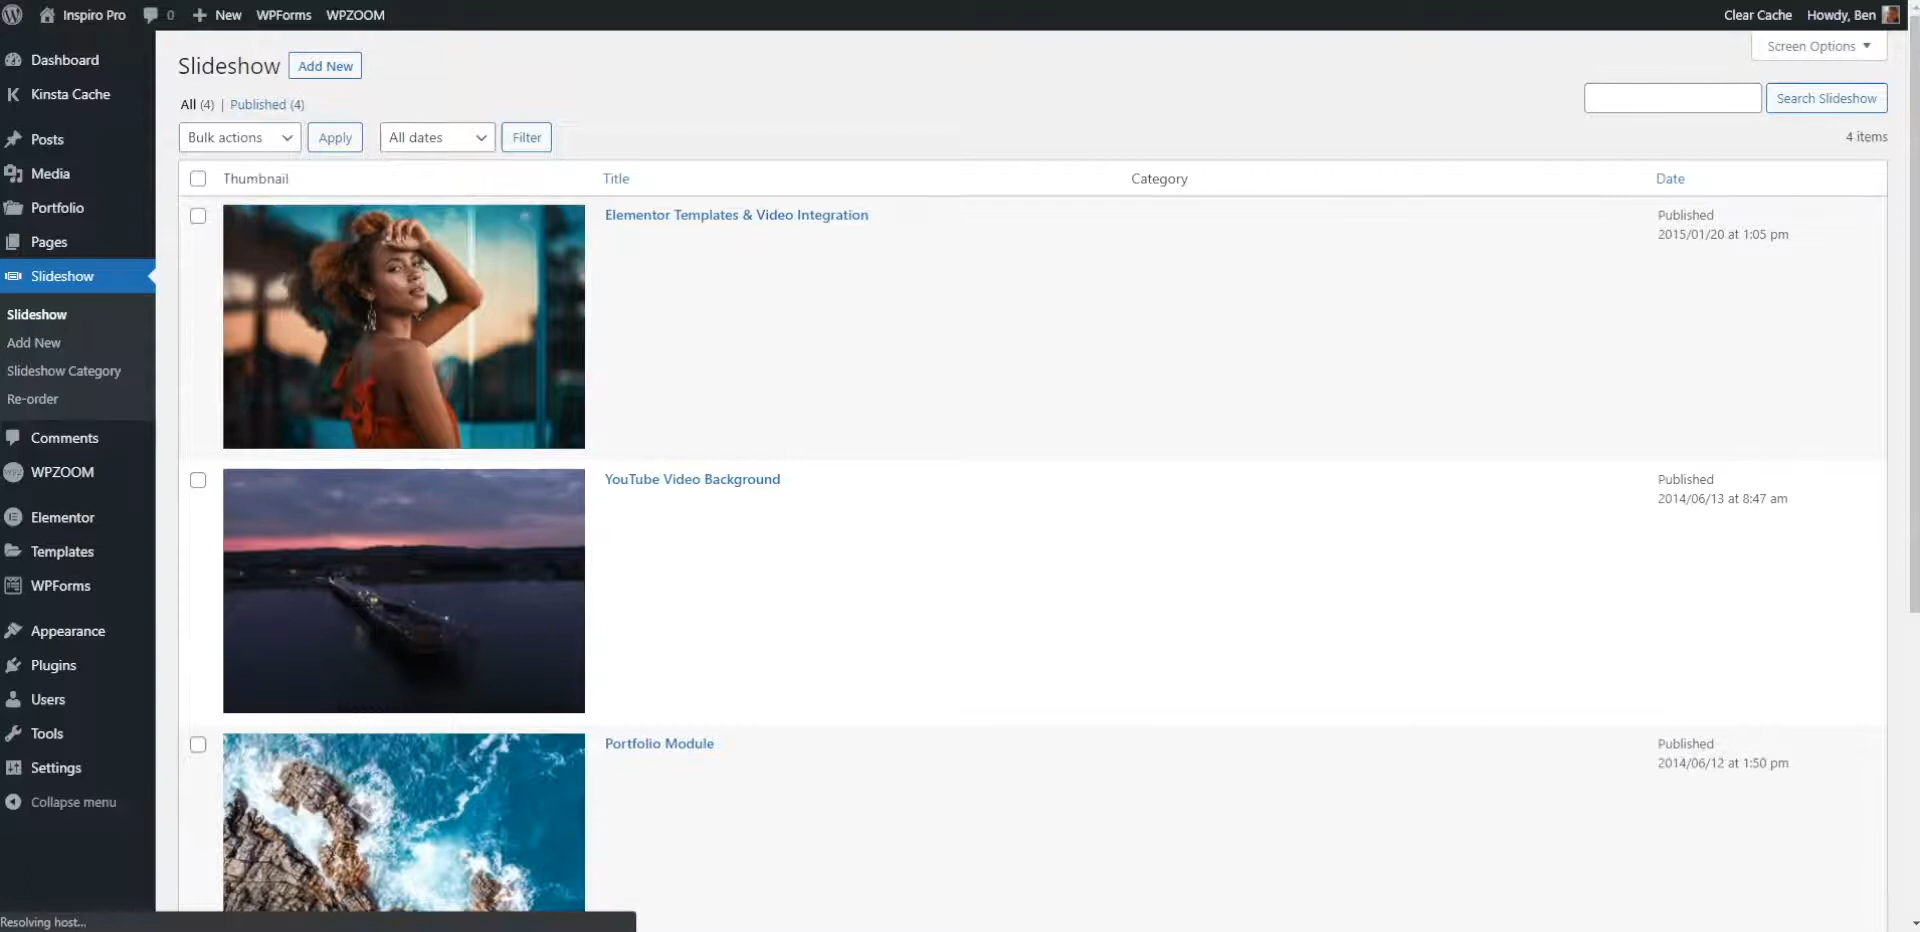 Inspiro Pro
0
New
WPForms
WPZOOM
Clear Cache
Howdy, Ben
Dashboard
Kinsta Cache
Posts
Media
Portfolio
Pages
Slideshow
Slideshow
Add New
Slideshow Category
Re-order
Comments
WPZOOM
Elementor
Templates
WPForms
Appearance
Plugins
Users
Tools
Settings
Collapse menu
Resolving host...
Screen Options
Slideshow
Add New
All (4) | Published (4)
Search Slideshow
Bulk actions
Apply
All dates
Filter
4 items
Thumbnail
Title
Category
Date
Elementor Templates & Video Integration
Published
2015/01/20 at 1:05 pm
YouTube Video Background
Published
2014/06/13 at 8:47 am
Portfolio Module
Published
2014/06/12 at 1:50 pm